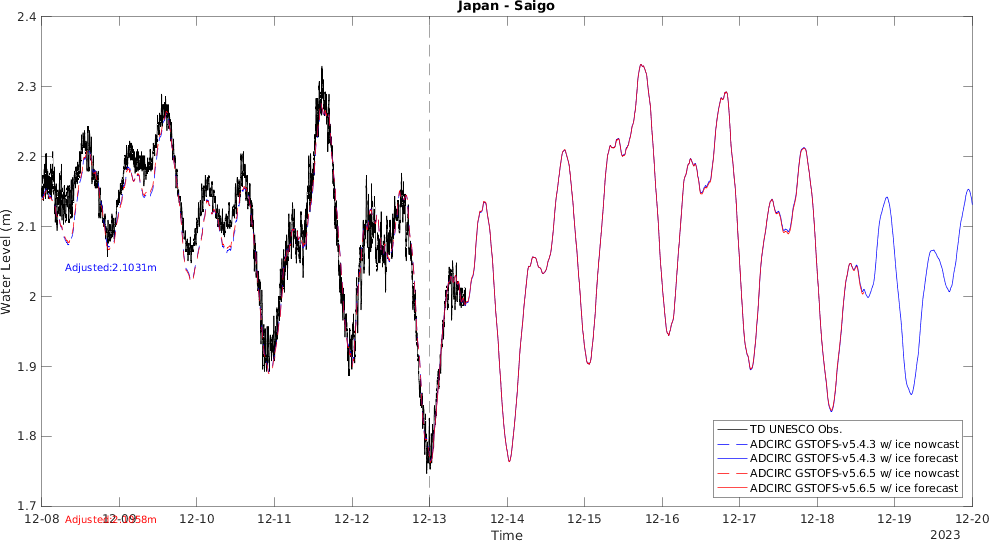 Japan - Saigo
Water Level (m)
2.4
2.3
2.2
2.1
2
1.9
1.8
1.7
Adjusted:2.1031m
TD UNESCO Obs.
ADCIRC GSTOFS-v5.4.3 w/ ice nowcast
ADCIRC GSTOFS-v5.4.3 w/ ice forecast
ADCIRC GSTOFS-v5.6.5 w/ ice nowcast
ADCIRC GSTOFS-v5.6.5 w/ ice forecast
12-08 12-09 12-10 12-11 12-12 12-13 12-14 12-15 12-16 12-17 12-18 12-19 12-20
Time
2023